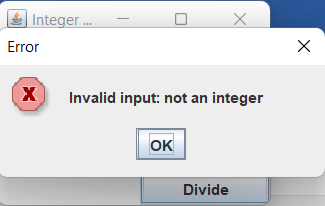 Integer ...
Error
Invalid input: not an integer
OK
Divide